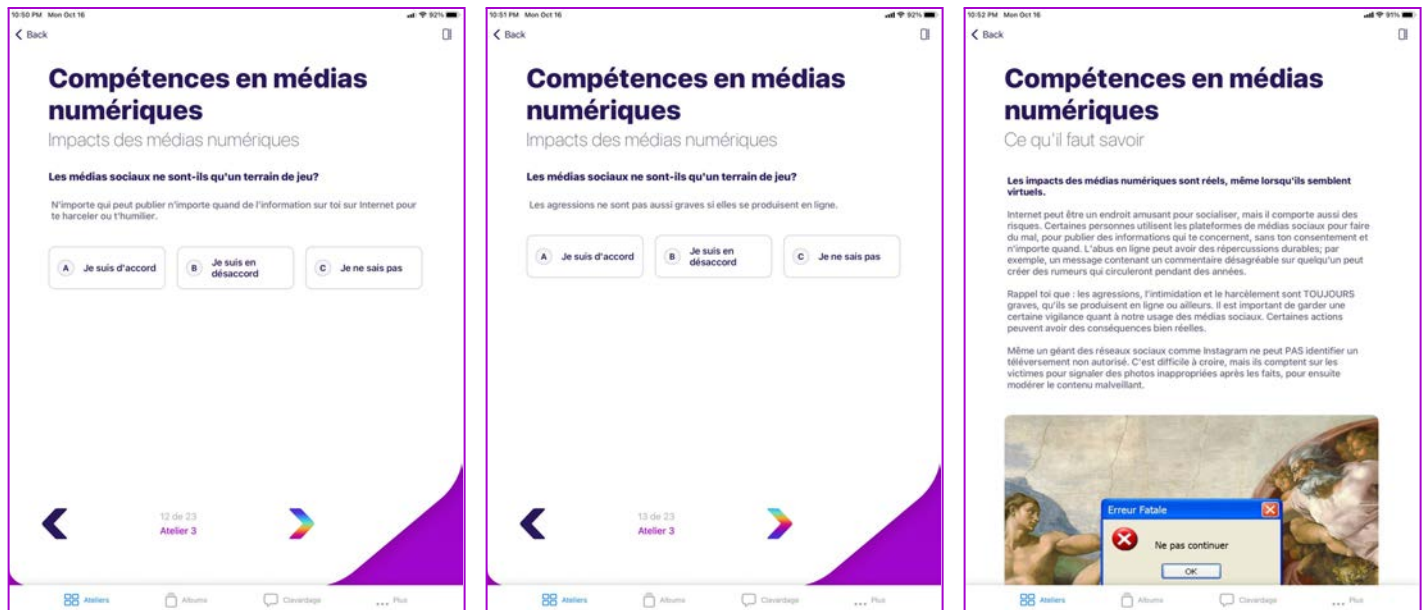 10:50 PM Mon Oct 16
92%
Back
Compétences en médias
numériques
Impacts des médias numériques
Les médias sociaux ne sont-ils qu'un terrain de jeu?
N'importe qui peut publier n'importe quand de l'information sur toi sur Internet pour
te harceler ou t'humilier.
A Je suis d'accord
B Je suis en
désaccord
C Je ne sais pas
12 de 23
Atelier 3
Ateliers
Albums
Clavardage
Plus
10:51 PM Mon Oct 16
92%
Back
Compétences en médias
numériques
Impacts des médias numériques
Les médias sociaux ne sont-ils qu'un terrain de jeu?
Les agressions ne sont pas aussi graves si elles se produisent en ligne.
A Je suis d'accord
B Je suis en
désaccord
C Je ne sais pas
13 de 23
Atelier 3
Ateliers
Albums
Clavardage
Plus
10:52 PM Mon Oct 16
91%
Back
Compétences en médias
numériques
Ce qu'il faut savoir
Les impacts des médias numériques sont réels, même lorsqu'ils semblent
virtuels.
Internet peut être un endroit amusant pour socialiser, mais il comporte aussi des
risques. Certaines personnes utilisent les plateformes de médias sociaux pour faire
du mal, pour publier des informations qui te concernent, sans ton consentement et
n'importe quand. L'abus en ligne peut avoir des répercussions durables; par
exemple, un message contenant un commentaire désagréable sur quelqu'un peut
créer des rumeurs qui circuleront pendant des années.
Rappel toi que : les agressions, l'intimidation et le harcèlement sont TOUJOURS
graves, qu'ils se produisent en ligne ou ailleurs. Il est important de garder une
certaine vigilance quant à notre usage des médias sociaux. Certaines actions
peuvent avoir des conséquences bien réelles.
Même un géant des réseaux sociaux comme Instagram ne peut PAS identifier un
téléversement non autorisé. C'est difficile à croire, mais ils comptent sur les
victimes pour signaler des photos inappropriées après les faits, pour ensuite
modérer le contenu malveillant.
Erreur Fatale
Ne pas continuer
OK
Ateliers
Albums
Clavardage
Plus